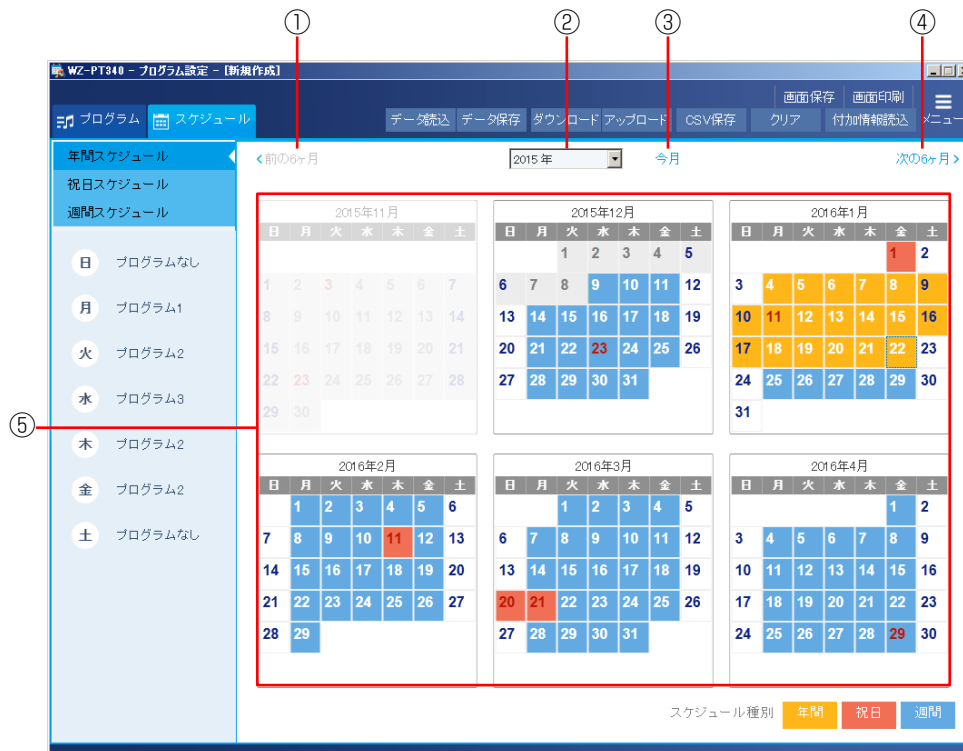 ① ② ③ ④
WZ-PT340 - プログラム設定 - [新規作成]
画面保存 画面印刷
プログラム スケジュール データ読込 データ保存 ダウンロード アップロード CSV保存 クリア 付加情報読込 メニュー
年間スケジュール
祝日スケジュール
週間スケジュール
日 プログラムなし
月 プログラム1
火 プログラム2
水 プログラム3
木 プログラム2
金 プログラム2
土 プログラムなし
⑤
<前の6ヶ月 2015 年 今月 次の6ヶ月>
2015年11月
日 月 火 水 木 金 土
1 2 3 4 5 6 7
8 9 10 11 12 13 14
15 16 17 18 19 20 21
22 23 24 25 26 27 28
29 30
2015年12月
日 月 火 水 木 金 土
1 2 3 4 5
6 7 8 9 10 11 12
13 14 15 16 17 18 19
20 21 22 23 24 25 26
27 28 29 30 31
2016年1月
日 月 火 水 木 金 土
1 2
3 4 5 6 7 8 9
10 11 12 13 14 15 16
17 18 19 20 21 22 23
24 25 26 27 28 29 30
31
2016年2月
日 月 火 水 木 金 土
1 2 3 4 5 6
7 8 9 10 11 12 13
14 15 16 17 18 19 20
21 22 23 24 25 26 27
28 29
2016年3月
日 月 火 水 木 金 土
1 2 3 4 5
6 7 8 9 10 11 12
13 14 15 16 17 18 19
20 21 22 23 24 25 26
27 28 29 30 31
2016年4月
日 月 火 水 木 金 土
1 2
3 4 5 6 7 8 9
10 11 12 13 14 15 16
17 18 19 20 21 22 23
24 25 26 27 28 29 30
スケジュール種別 年間 祝日 週間